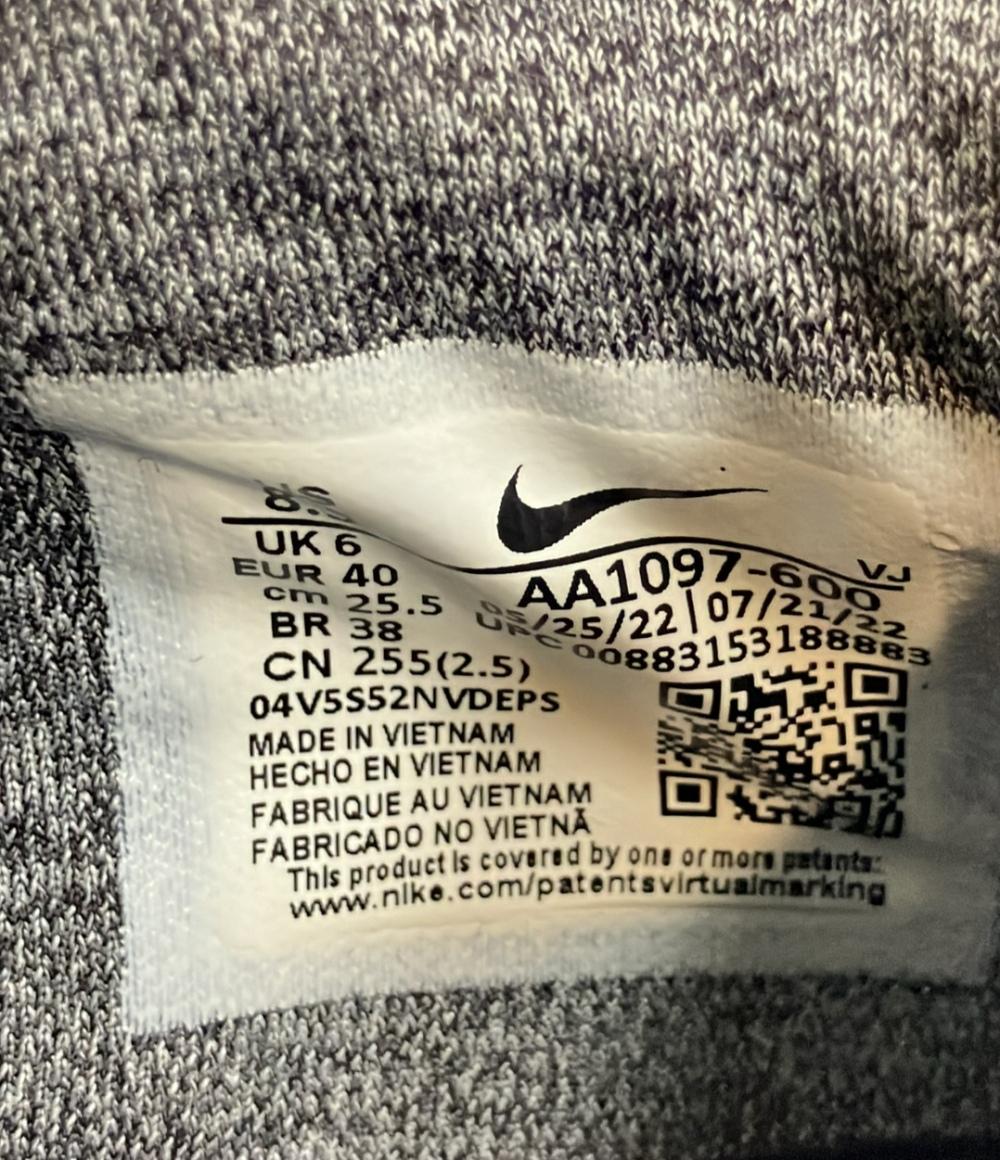 UK 6
EUR 40
cm 25.5
BR 38
CN 255(2.5)
04V5S52NVDEPS
MADE IN VIETNAM
HECHO EN VIETNAM
FABRIQUE AU VIETNAM
FABRICADO NO VIETNÃ
VJ
AA1097-600
05/25/22 | 07/21/22
UPC 00883153188883
This product is covered by one or more patents:
www.nike.com/patentsvirtualmarking